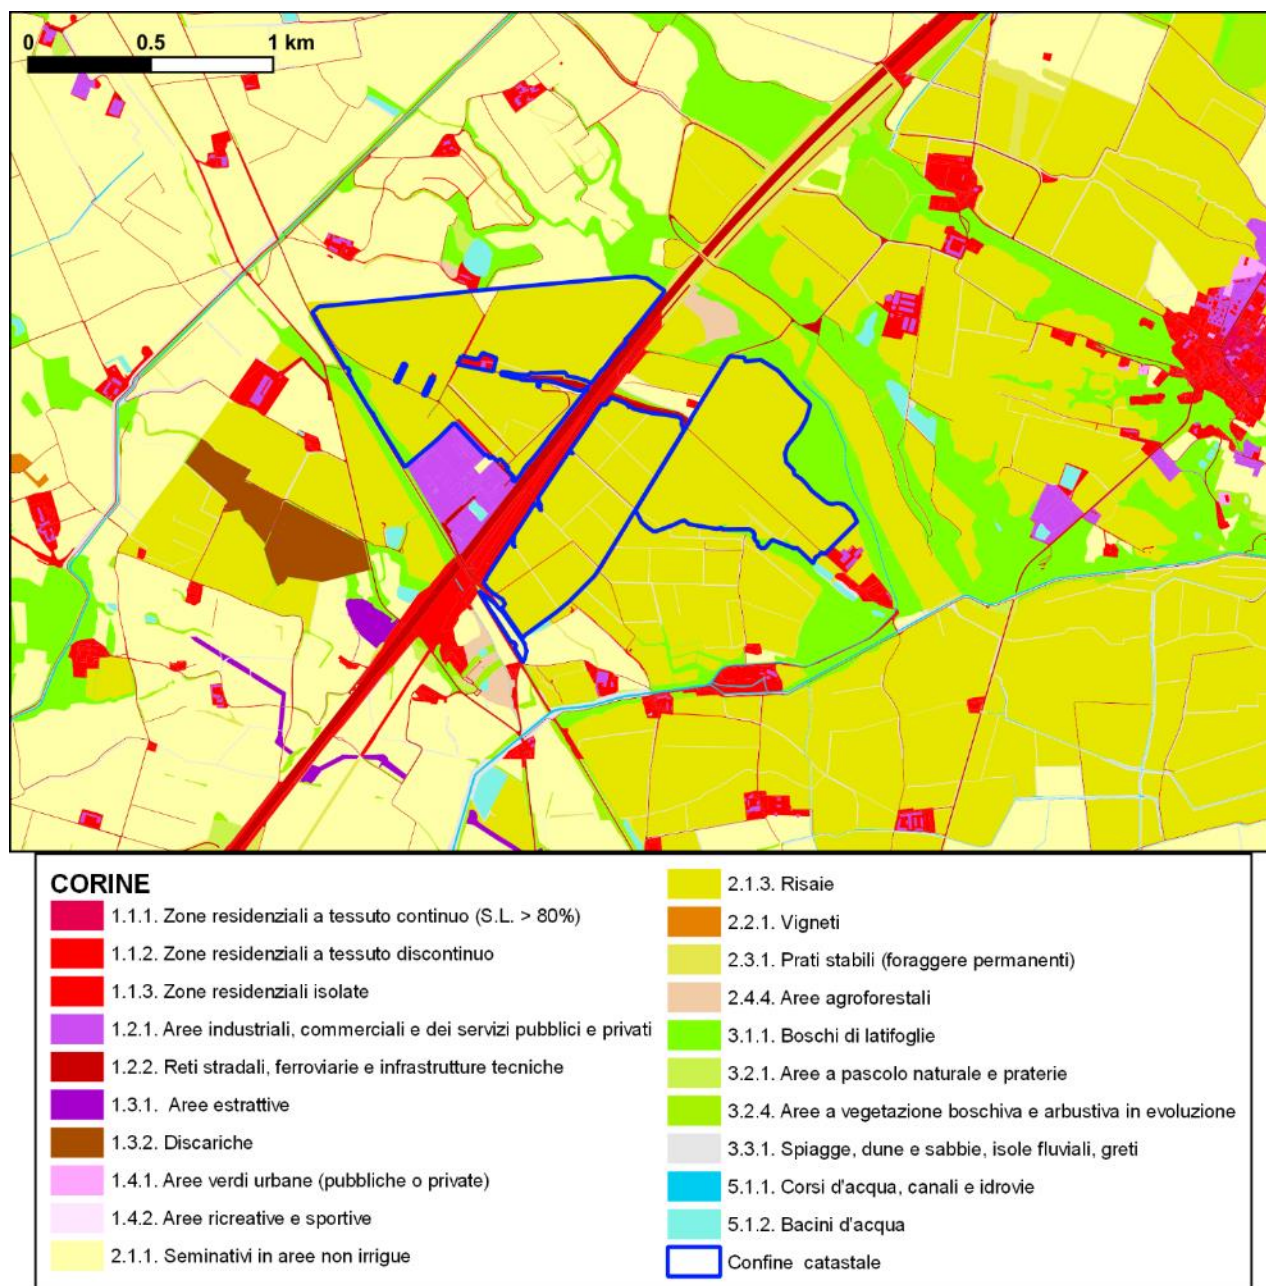 0 0.5 1 km
CORINE
1.1.1. Zone residenziali a tessuto continuo (S.L. > 80%)
1.1.2. Zone residenziali a tessuto discontinuo
1.1.3. Zone residenziali isolate
1.2.1. Aree industriali, commerciali e dei servizi pubblici e privati
1.2.2. Reti stradali, ferroviarie e infrastrutture tecniche
1.3.1. Aree estrattive
1.3.2. Discariche
1.4.1. Aree verdi urbane (pubbliche o private)
1.4.2. Aree ricreative e sportive
2.1.1. Seminativi in aree non irrigue
2.1.3. Risaie
2.2.1. Vigneti
2.3.1. Prati stabili (foraggere permanenti)
2.4.4. Aree agroforestali
3.1.1. Boschi di latifoglie
3.2.1. Aree a pascolo naturale e praterie
3.2.4. Aree a vegetazione boschiva e arbustiva in evoluzione
3.3.1. Spiagge, dune e sabbie, isole fluviali, greti
5.1.1. Corsi d'acqua, canali e idrovie
5.1.2. Bacini d'acqua
Confine catastale